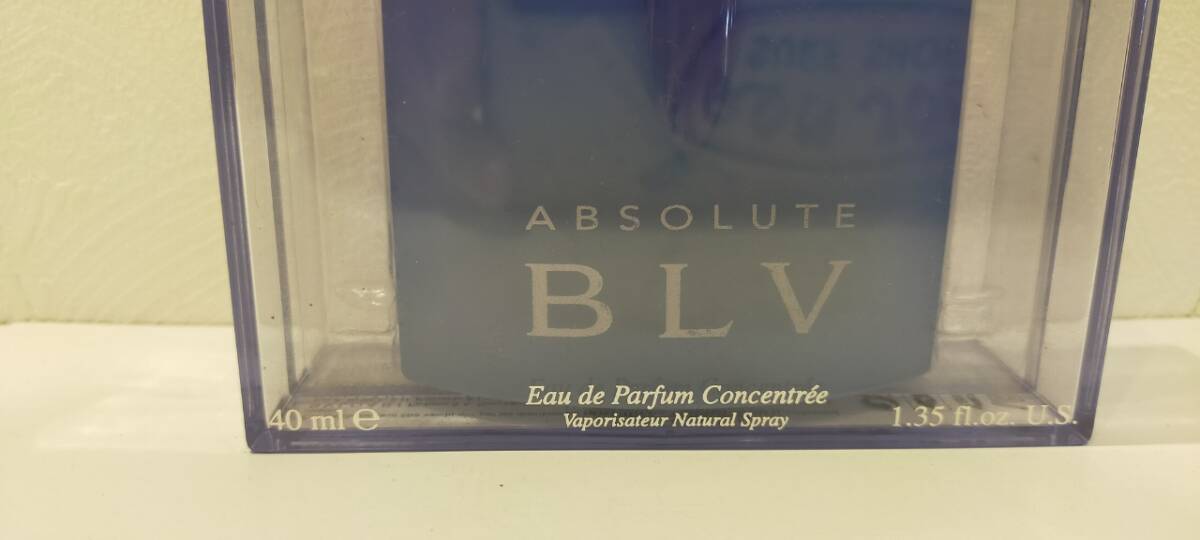 ABSOLUTE
BLV
Eau de Parfum Concentrée
Vaporisateur Natural Spray
40 ml ℮
1.35 fl.oz. U.S.